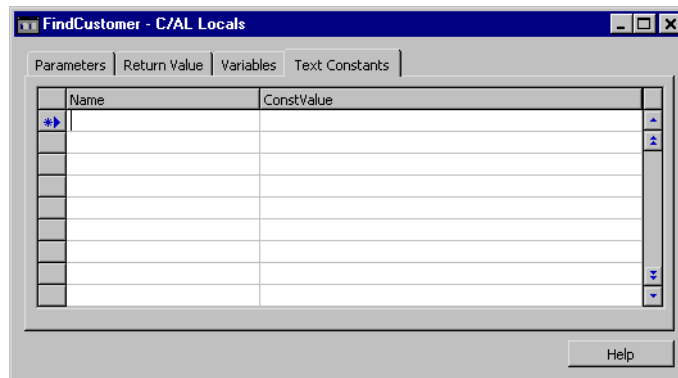 FindCustomer - C/AL Locals
Parameters Return Value Variables Text Constants
Name ConstValue
Help